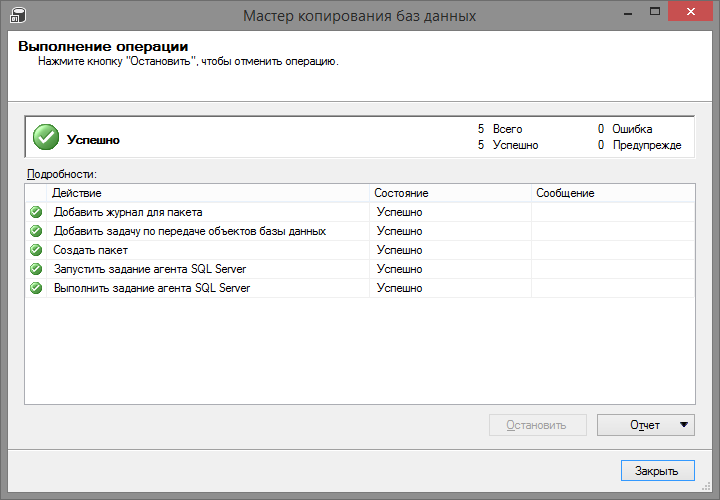 Мастер копирования баз данных
Выполнение операции
Нажмите кнопку "Остановить", чтобы отменить операцию.
Успешно
5 Всего 0 Ошибка
5 Успешно 0 Предупрежде
Подробности:
Действие Состояние Сообщение
Добавить журнал для пакета Успешно
Добавить задачу по передаче объектов базы данных Успешно
Создать пакет Успешно
Запустить задание агента SQL Server Успешно
Выполнить задание агента SQL Server Успешно
Остановить Отчет
Закрыть